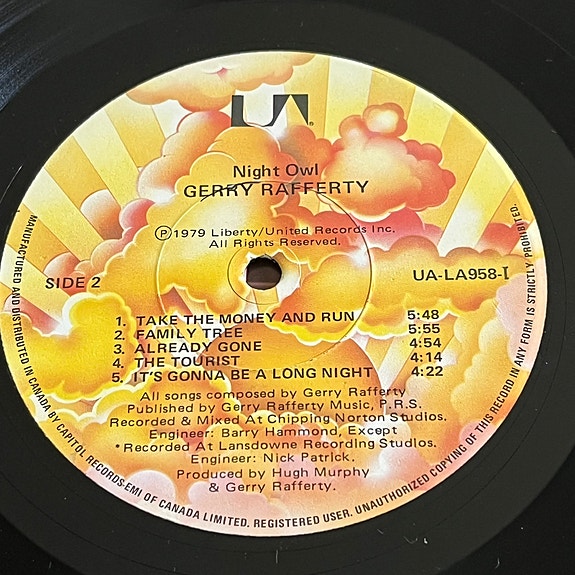 UA®
Night Owl
GERRY RAFFERTY
Ⓟ1979 Liberty/United Records Inc.
All Rights Reserved.
SIDE 2
UA-LA958-I
1. TAKE THE MONEY AND RUN 5:48
2. FAMILY TREE 5:55
3. ALREADY GONE 4:54
4. THE TOURIST 4:14
5. IT'S GONNA BE A LONG NIGHT 4:22
All songs composed by Gerry Rafferty
Published by Gerry Rafferty Music, P.R.S.
Recorded & Mixed At Chipping Norton Studios.
Engineer: Barry Hammond, Except
*Recorded At Lansdowne Recording Studios.
Engineer: Nick Patrick.
Produced by Hugh Murphy
& Gerry Rafferty.
MANUFACTURED AND DISTRIBUTED IN CANADA BY CAPITOL RECORDS-EMI OF CANADA LIMITED. REGISTERED USER. UNAUTHORIZED COPYING OF THIS RECORD IN ANY FORM IS STRICTLY PROHIBITED.